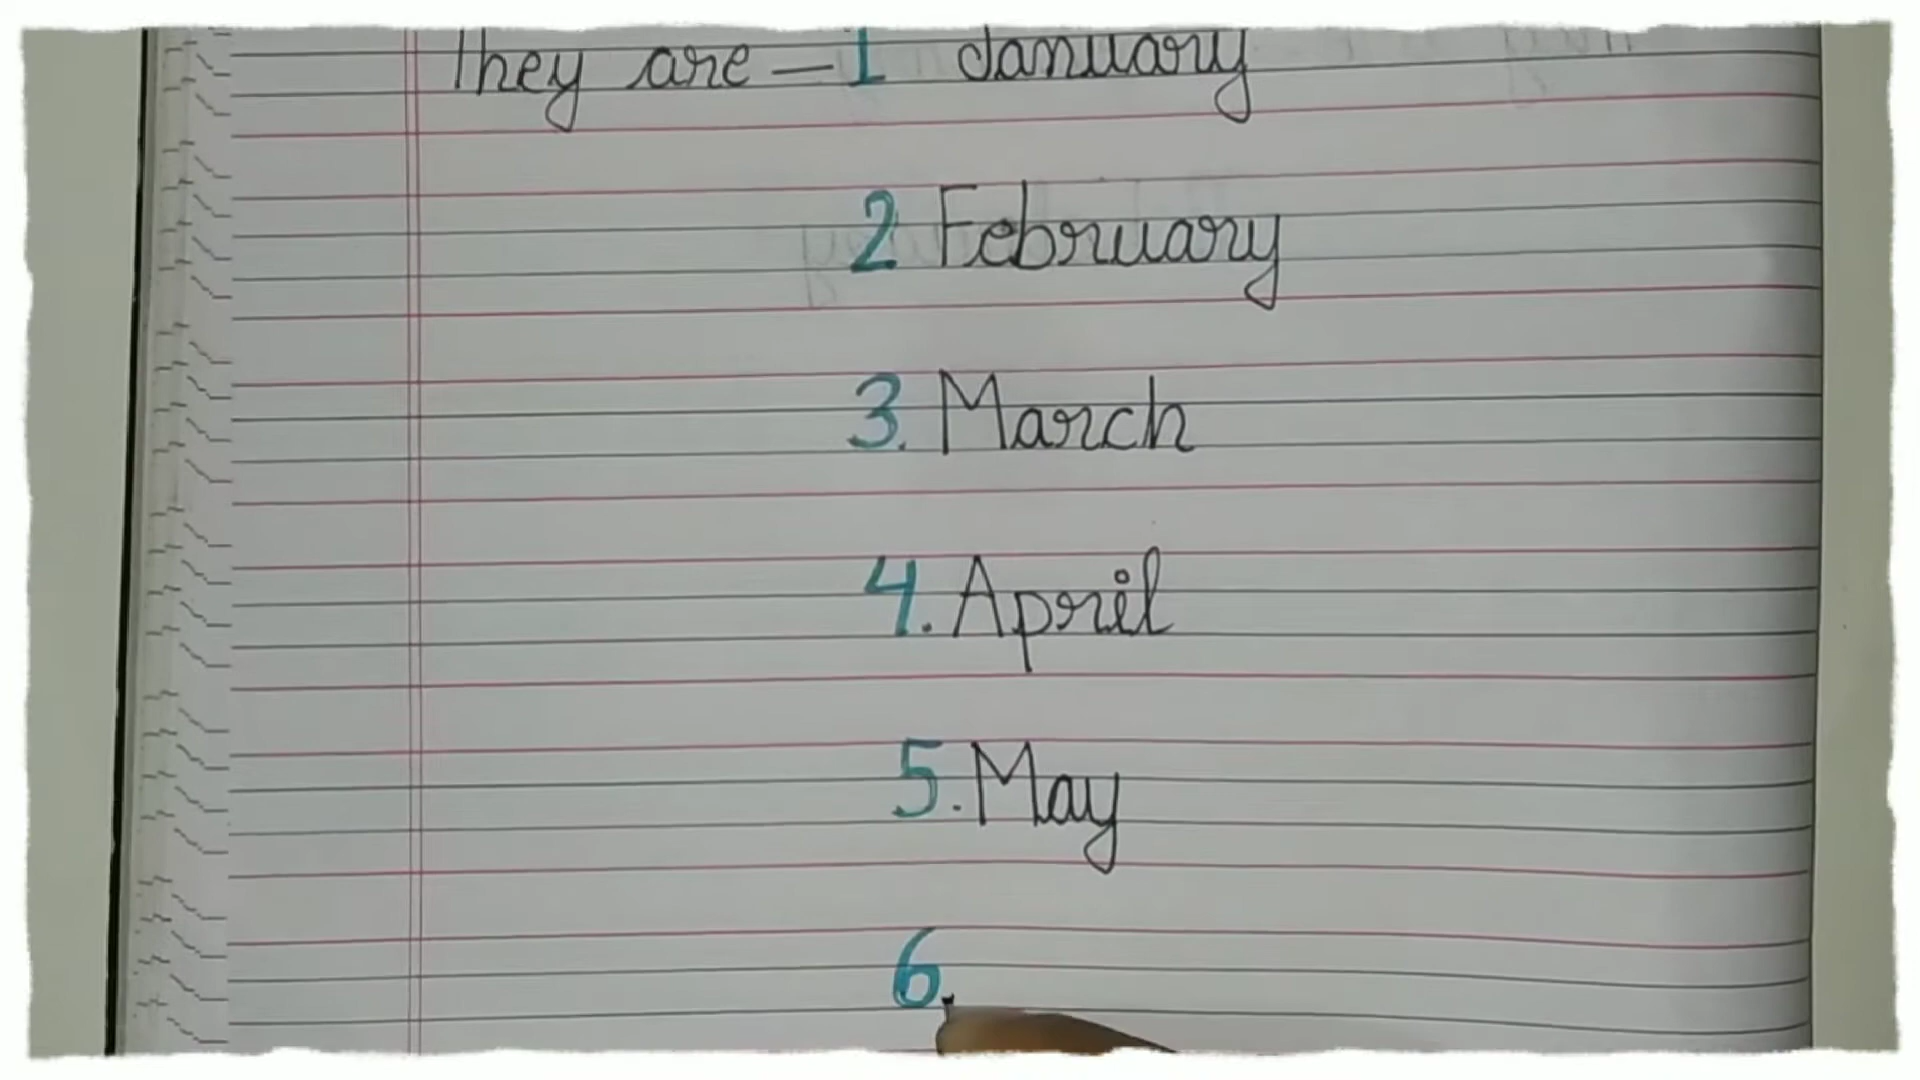 They are – 1 January
2. February
3. March
4. April
5. May
6.